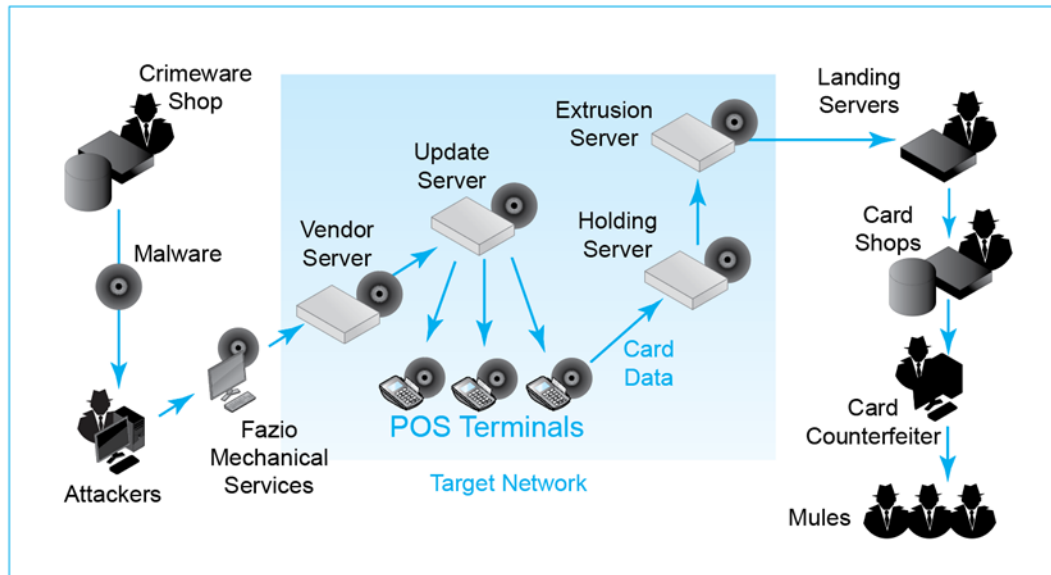 Crimeware
Shop
Malware
Attackers
Fazio
Mechanical
Services
Vendor
Server
Update
Server
POS Terminals
Card
Data
Holding
Server
Extrusion
Server
Target Network
Landing
Servers
Card
Shops
Card
Counterfeiter
Mules